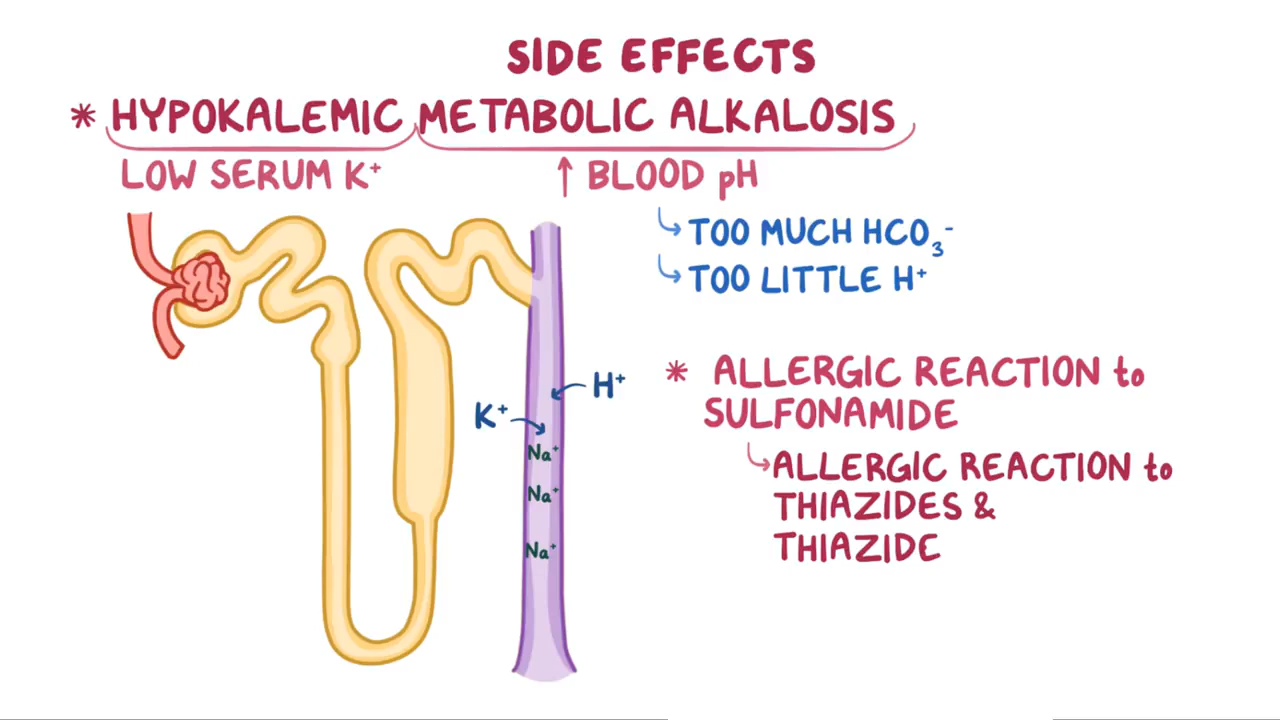 SIDE EFFECTS
* HYPOKALEMIC METABOLIC ALKALOSIS
LOW SERUM K⁺
↑ BLOOD pH
↳ TOO MUCH HCO₃⁻
↳ TOO LITTLE H⁺
H⁺
K⁺
Na⁺
Na⁺
Na⁺
* ALLERGIC REACTION to
SULFONAMIDE
↳ ALLERGIC REACTION to
THIAZIDES &
THIAZIDE